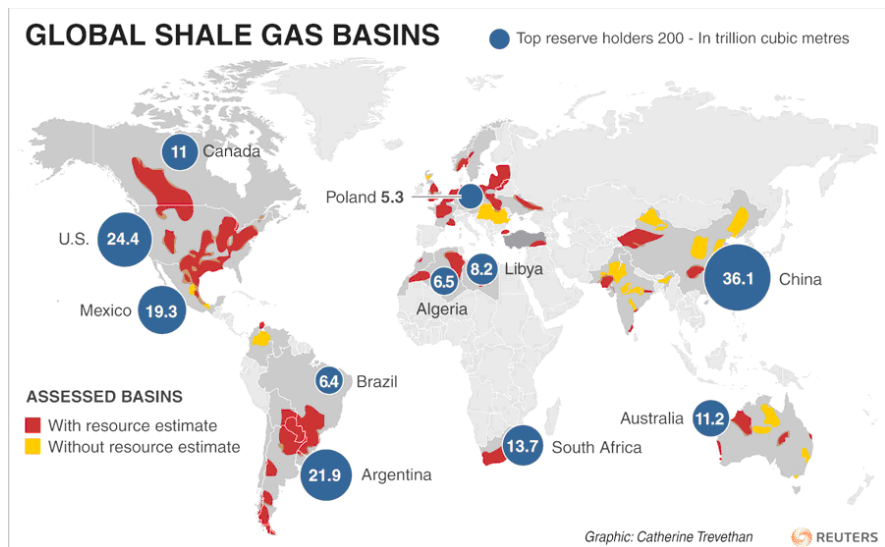 GLOBAL SHALE GAS BASINS
Top reserve holders 200 - In trillion cubic metres
11 Canada
Poland 5.3
U.S. 24.4
8.2 Libya
6.5
Algeria
36.1 China
Mexico 19.3
6.4 Brazil
ASSESSED BASINS
With resource estimate
Without resource estimate
Australia 11.2
13.7 South Africa
21.9 Argentina
Graphic: Catherine Trevethan
REUTERS